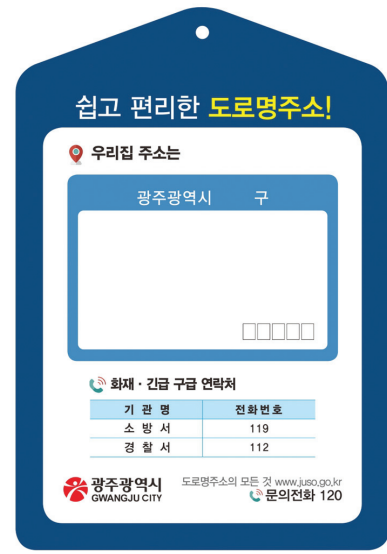 쉽고 편리한 도로명주소!
우리집 주소는
광주광역시 구
화재 · 긴급 구급 연락처
기 관 명 전화번호
소 방 서 119
경 찰 서 112
광주광역시
GWANGJU CITY
도로명주소의 모든 것 www.juso.go.kr
문의전화 120